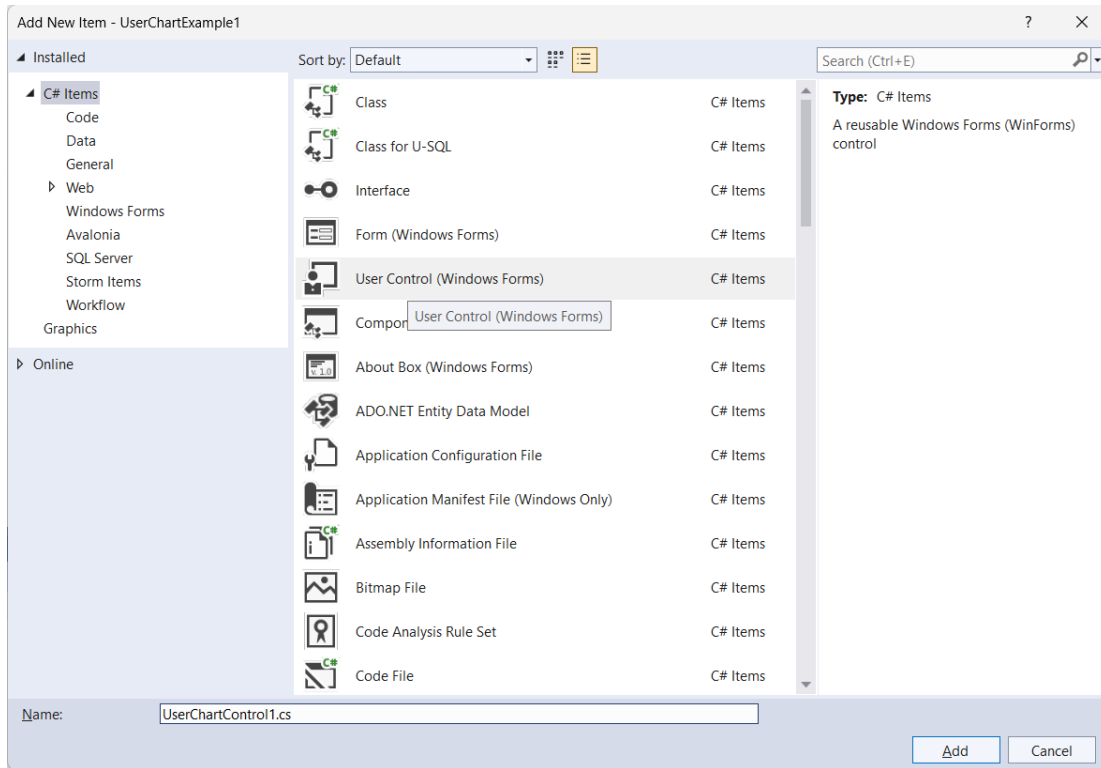 Add New Item - UserChartExample1
?
Installed
Sort by: Default
Search (Ctrl+E)
C# Items
Code
Data
General
Web
Windows Forms
Avalonia
SQL Server
Storm Items
Workflow
Graphics
Online
C# Class C# Items
C# Class for U-SQL C# Items
Interface C# Items
Form (Windows Forms) C# Items
User Control (Windows Forms) C# Items
Compon C# Items
User Control (Windows Forms)
v. 1.0 About Box (Windows Forms) C# Items
ADO.NET Entity Data Model C# Items
Application Configuration File C# Items
Application Manifest File (Windows Only) C# Items
C# Assembly Information File C# Items
Bitmap File C# Items
Code Analysis Rule Set C# Items
C# Code File C# Items
Type: C# Items
A reusable Windows Forms (WinForms)
control
Name: UserChartControl1.cs
Add Cancel